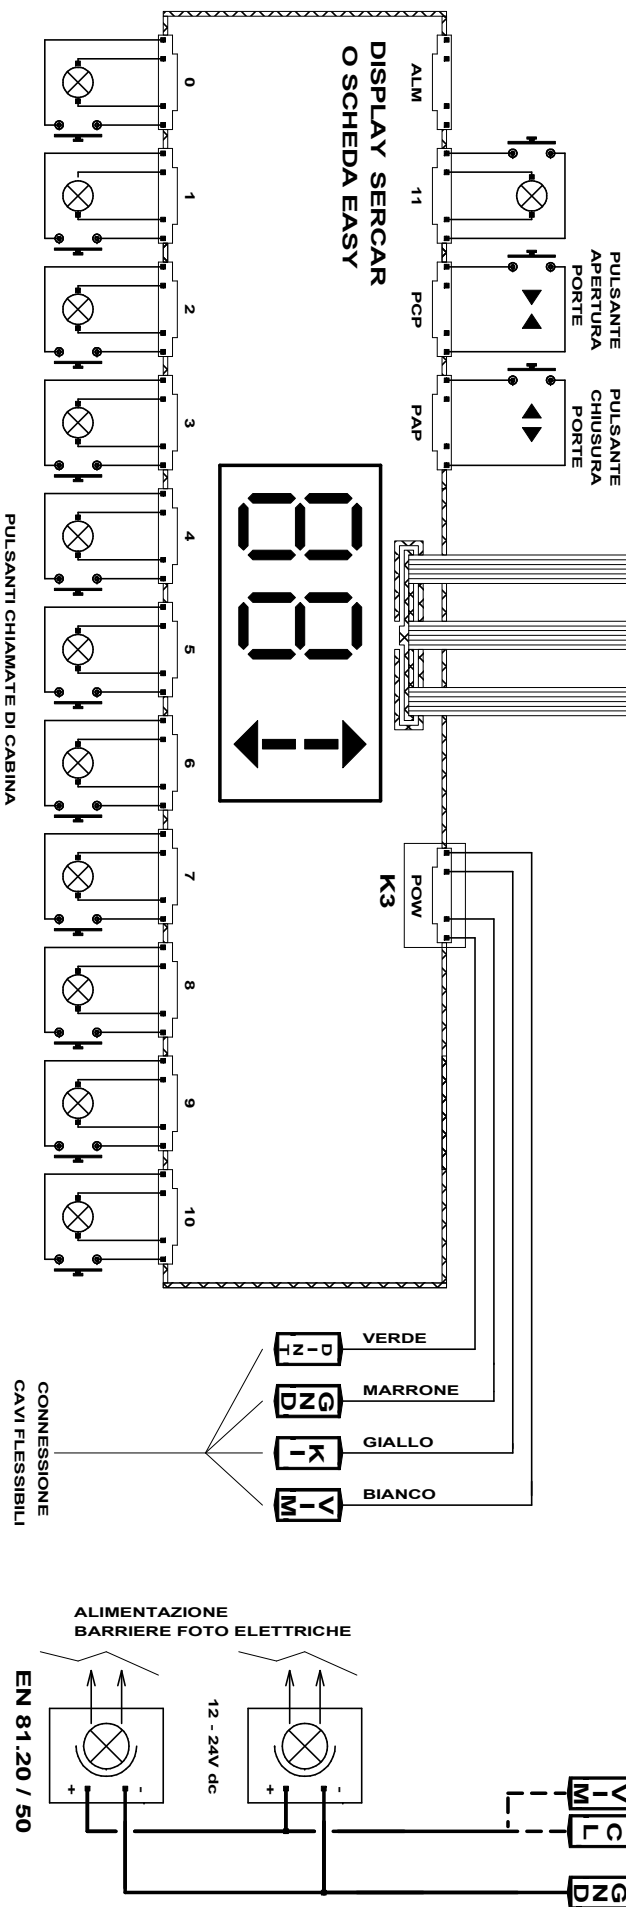 DISPLAY SERCAR
O SCHEDA EASY
ALM
11
PCP
PAP
PULSANTE
APERTURA
PORTE
PULSANTE
CHIUSURA
PORTE
0
1
2
3
4
5
6
7
8
9
10
PULSANTI CHIAMATE DI CABINA
88
POW
K3
VERDE
DINT
MARRONE
GND
GIALLO
KI
BIANCO
VIM
CONNESSIONE
CAVI FLESSIBILI
ALIMENTAZIONE
BARRIERE FOTO ELETTRICHE
EN 81.20 / 50
12 - 24V dc
+ -
+ -
VIM
CL
GND